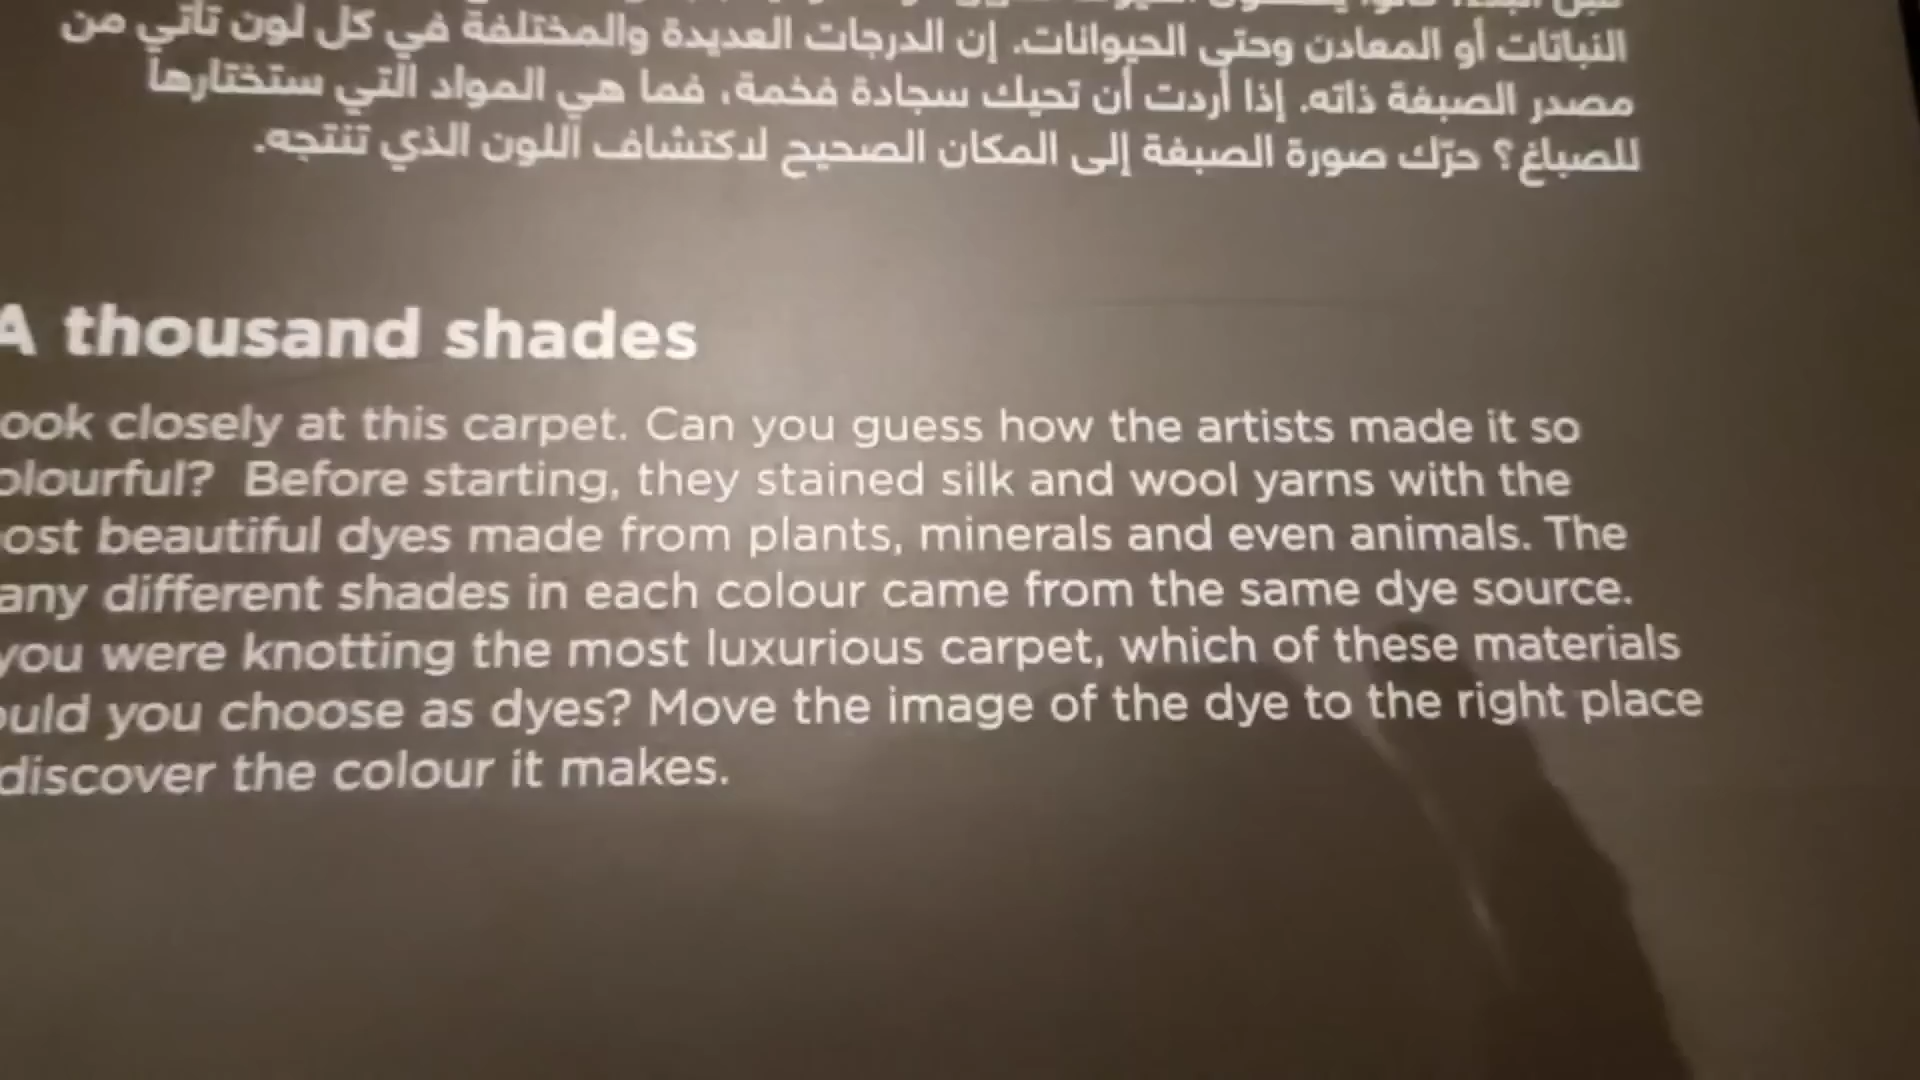 النباتات أو المعادن وحتى الحيوانات. إن الدرجات العديدة والمختلفة في كل لون تأتي من
مصدر الصبغة ذاته. إذا أردت أن تحيك سجادة فخمة، فما هي المواد التي ستختارها
للصباغ؟ حرّك صورة الصبغة إلى المكان الصحيح لاكتشاف اللون الذي تنتجه.
A thousand shades
ook closely at this carpet. Can you guess how the artists made it so
olourful? Before starting, they stained silk and wool yarns with the
ost beautiful dyes made from plants, minerals and even animals. The
any different shades in each colour came from the same dye source.
you were knotting the most luxurious carpet, which of these materials
ould you choose as dyes? Move the image of the dye to the right place
discover the colour it makes.